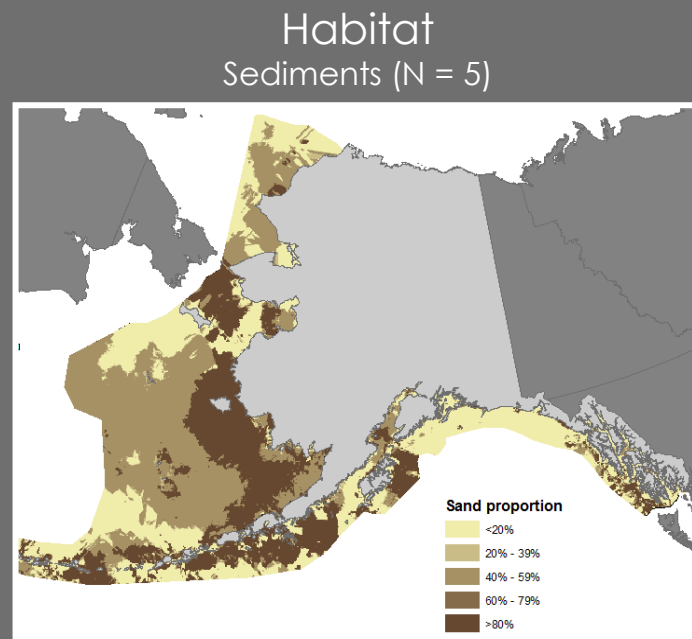 Habitat
Sediments (N = 5)
Sand proportion
<20%
20% - 39%
40% - 59%
60% - 79%
>80%